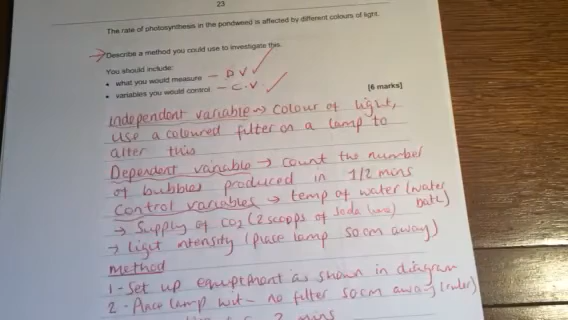 23
The rate of photosynthesis in the pondweed is affected by different colours of light.
Describe a method you could use to investigate this.
You should include:
• what you would measure – D V
• variables you would control – C.V.
[6 marks]
Independent variable → colour of light,
use a coloured filter on a lamp to
alter this
Dependent variable → count the number
of bubbles produced in 1/2 mins
Control variables → temp of water (water bath)
→ Supply of CO2 (2 scoops of soda lime)
→ Light intensity (place lamp 50cm away)
Method
1 - Set up equiptment as shown in diagram
2 - Place lamp with no filter 50cm away (ruler)
2 mins